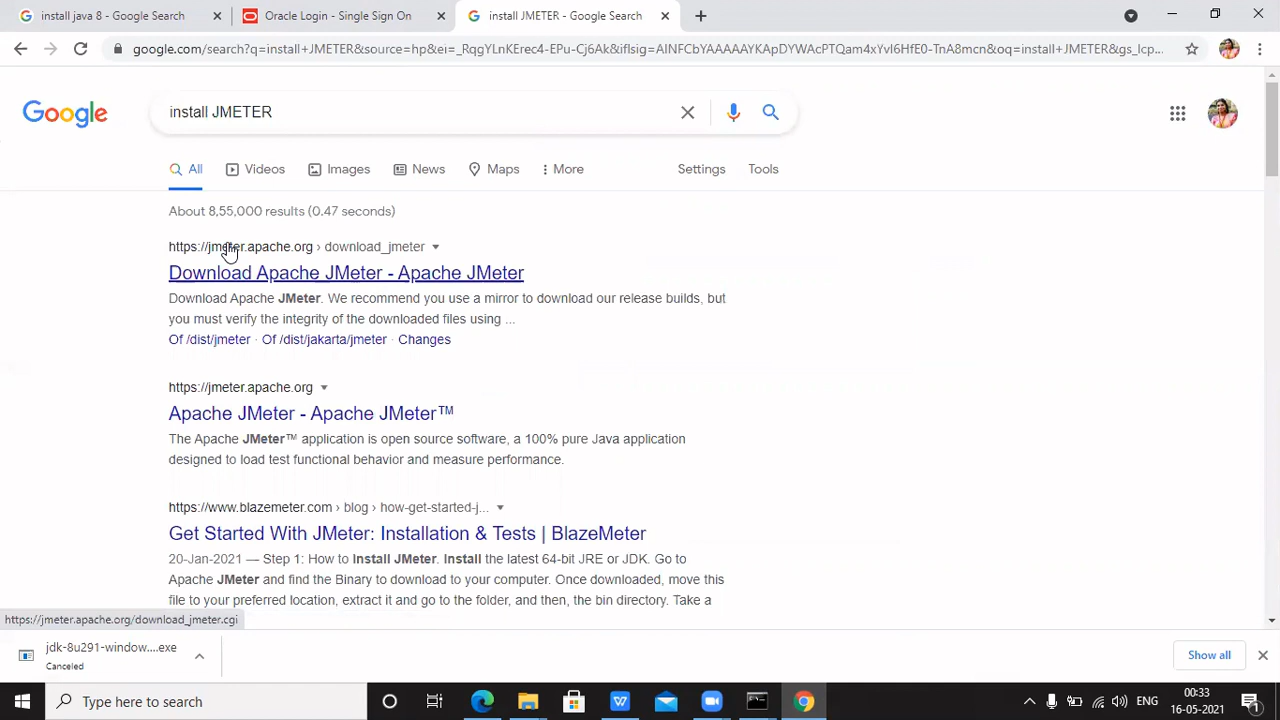 install java 8 - Google Search
Oracle Login - Single Sign On
install JMETER - Google Search
google.com/search?q=install+JMETER&source=hp&ei=_RqgYLnKErec4-EPu-Cj6Ak&iflsig=AINFCbYAAAAAYKApDYWAcPTQam4xYvl6HfE0-TnA8mcn&oq=install+JMETER&gs_lcp...
Google
install JMETER
All
Videos
Images
News
Maps
More
Settings
Tools
About 8,55,000 results (0.47 seconds)
https://jmeter.apache.org › download_jmeter
Download Apache JMeter - Apache JMeter
Download Apache JMeter. We recommend you use a mirror to download our release builds, but
you must verify the integrity of the downloaded files using ...
Of /dist/jmeter · Of /dist/jakarta/jmeter · Changes
https://jmeter.apache.org
Apache JMeter - Apache JMeter™
The Apache JMeter™ application is open source software, a 100% pure Java application
designed to load test functional behavior and measure performance.
https://www.blazemeter.com › blog › how-get-started-j...
Get Started With JMeter: Installation & Tests | BlazeMeter
20-Jan-2021 — Step 1: How to Install JMeter. Install the latest 64-bit JRE or JDK. Go to
Apache JMeter and find the Binary to download to your computer. Once downloaded, move this
file to your preferred location, extract it and go to the folder, and then, the bin directory. Take a
https://jmeter.apache.org/download_jmeter.cgi
jdk-8u291-window....exe
Canceled
Show all
Type here to search
ENG
00:33
16-05-2021
1